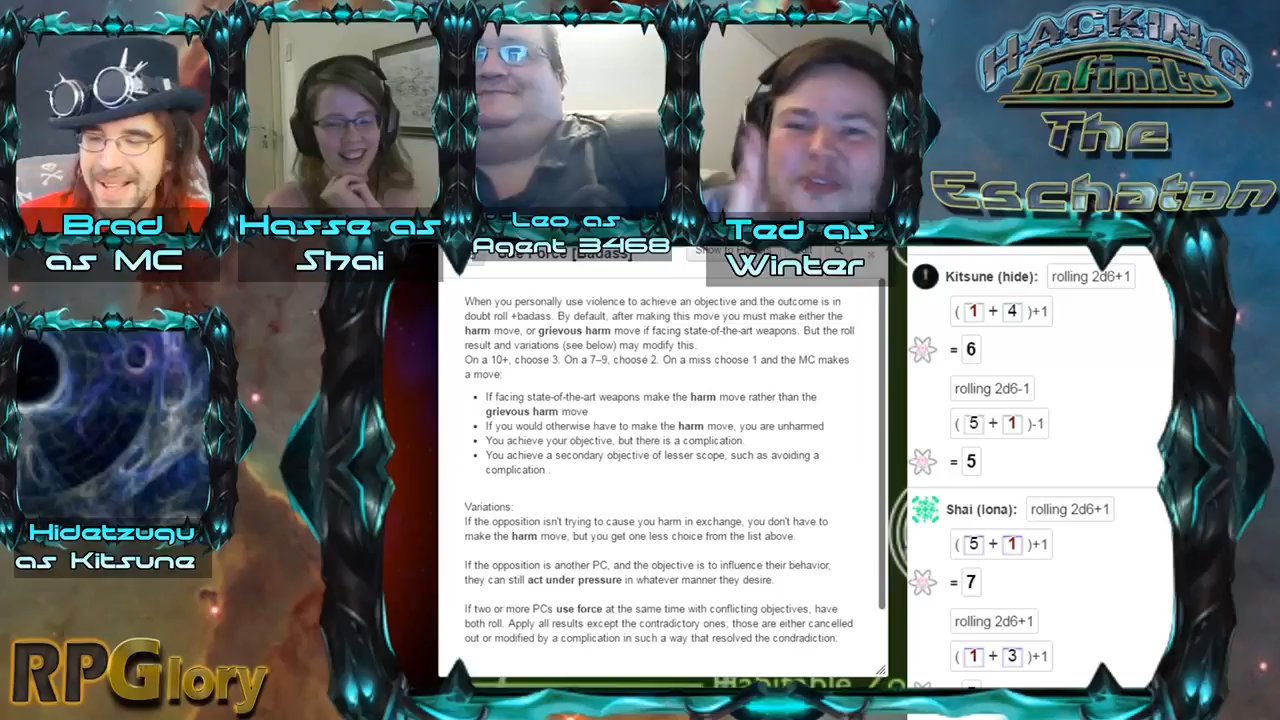 HACKING
Infinity
The
Eschaton
Brad
as MC
Hasse as
Shai
Leo as
Agent 3468
Ted as
Winter
Hidetzugu
as Kitsune
RPGlory
Use Force [Badass]
When you personally use violence to achieve an objective and the outcome is in
doubt roll +badass. By default, after making this move you must make either the
harm move, or grievous harm move if facing state-of-the-art weapons. But the roll
result and variations (see below) may modify this.
On a 10+, choose 3. On a 7–9, choose 2. On a miss choose 1 and the MC makes
a move:
• If facing state-of-the-art weapons make the harm move rather than the
grievous harm move
• If you would otherwise have to make the harm move, you are unharmed
• You achieve your objective, but there is a complication.
• You achieve a secondary objective of lesser scope, such as avoiding a
complication .
Variations:
If the opposition isn't trying to cause you harm in exchange, you don't have to
make the harm move, but you get one less choice from the list above.
If the opposition is another PC, and the objective is to influence their behavior,
they can still act under pressure in whatever manner they desire.
If two or more PCs use force at the same time with conflicting objectives, have
both roll. Apply all results except the contradictory ones, those are either cancelled
out or modified by a complication in such a way that resolved the condradiction.
Kitsune (hide): rolling 2d6+1
( 1 + 4 )+1
= 6
rolling 2d6-1
( 5 + 1 )-1
= 5
Shai (Iona): rolling 2d6+1
( 5 + 1 )+1
= 7
rolling 2d6+1
( 1 + 3 )+1
Habitable Zo